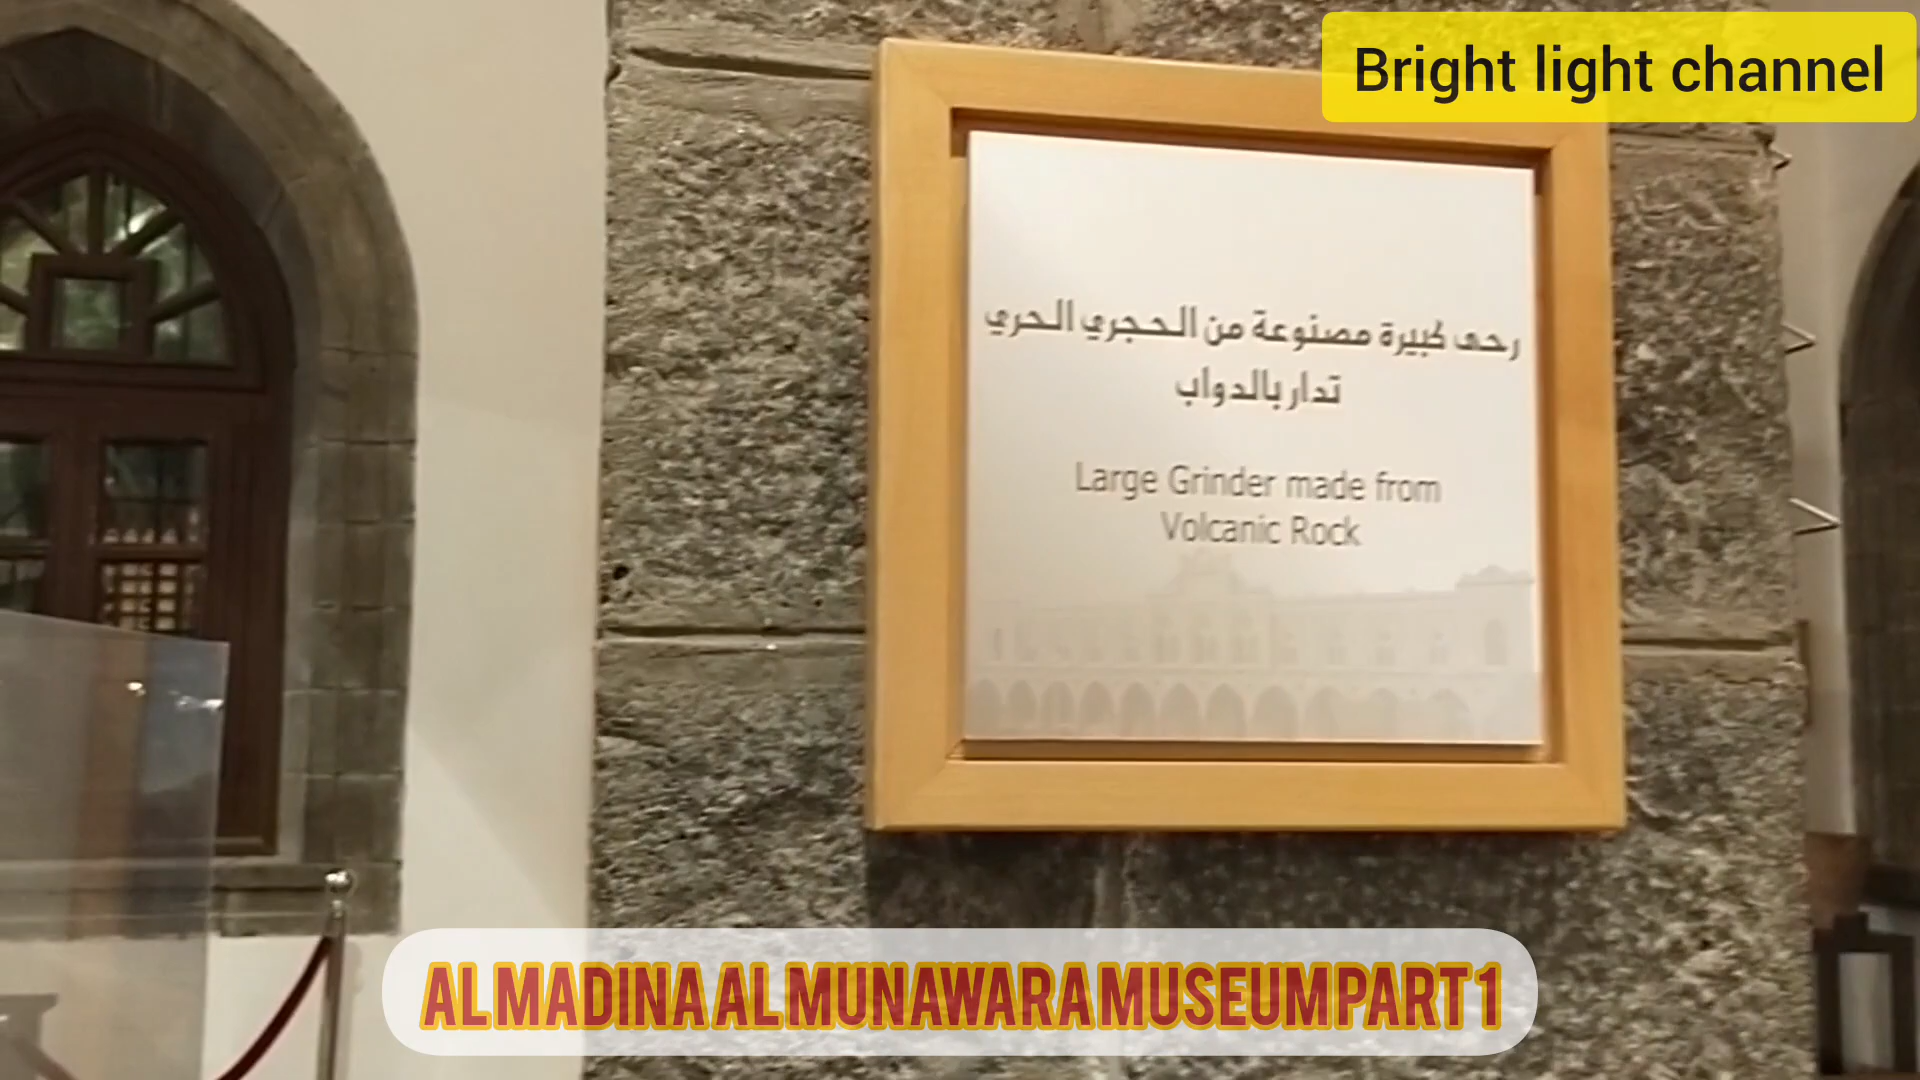 Bright light channel
رحى كبيرة مصنوعة من الحجري الحري
تدار بالدواب
Large Grinder made from
Volcanic Rock
AL MADINA AL MUNAWARA MUSEUM PART 1